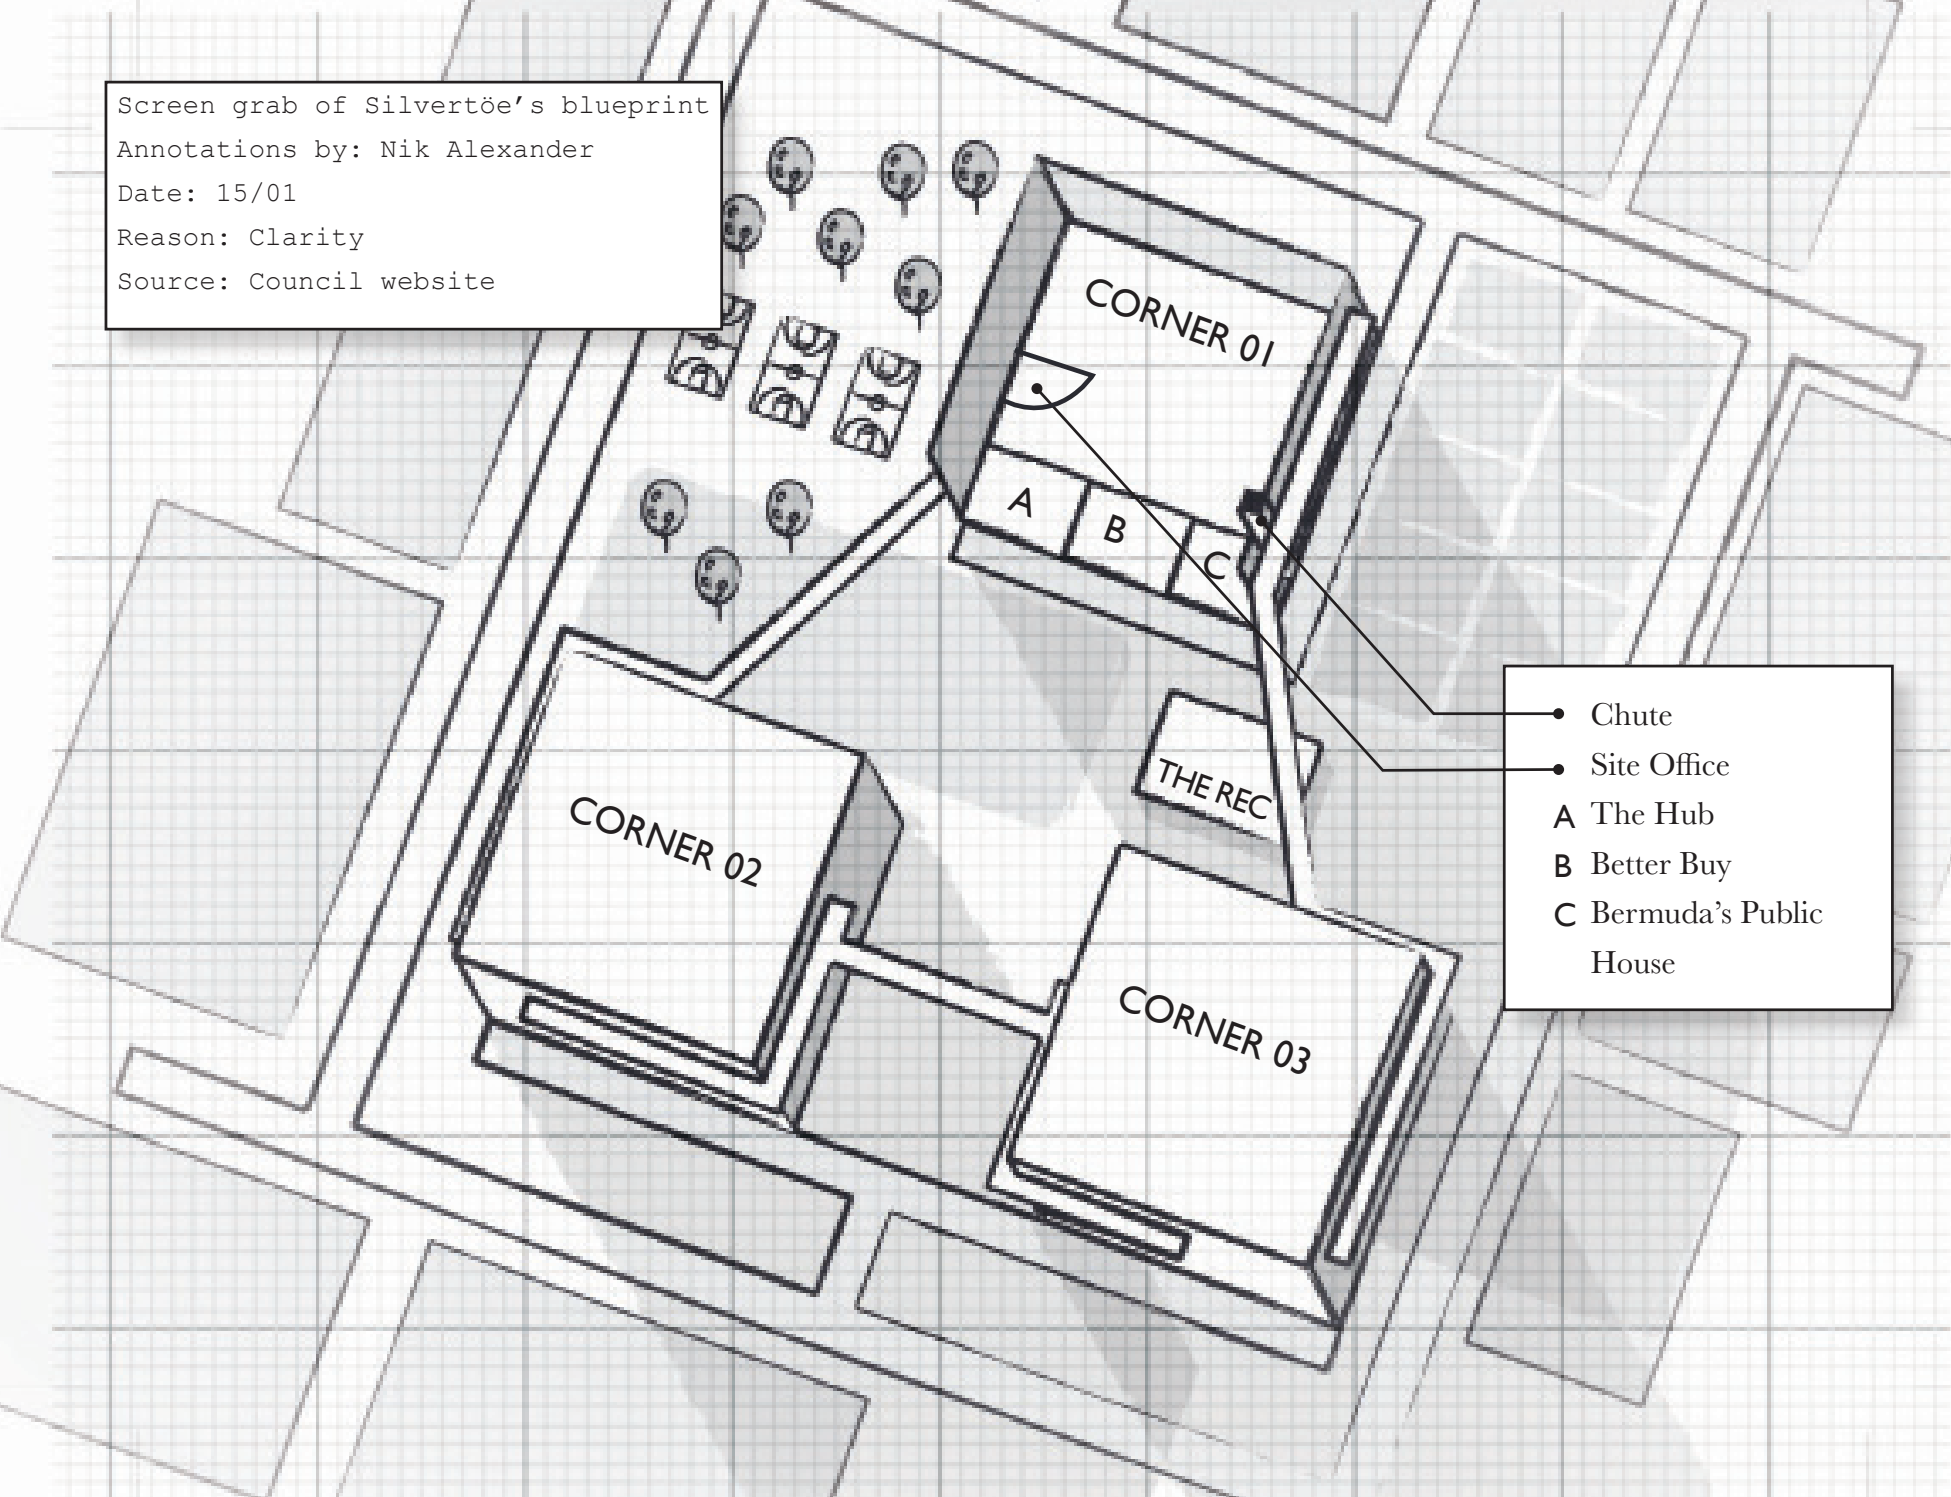 Screen grab of Silvertöe’s blueprint
Annotations by: Nik Alexander
Date: 15/01
Reason: Clarity
Source: Council website
CORNER 01
A
B
C
THE REC
CORNER 02
CORNER 03
Chute
Site Office
A The Hub
B Better Buy
C Bermuda’s Public
House